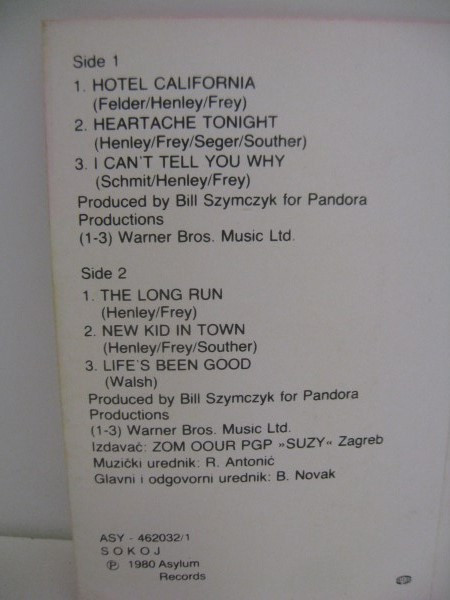 Side 1
1. HOTEL CALIFORNIA
(Felder/Henley/Frey)
2. HEARTACHE TONIGHT
(Henley/Frey/Seger/Souther)
3. I CAN'T TELL YOU WHY
(Schmit/Henley/Frey)
Produced by Bill Szymczyk for Pandora
Productions
(1-3) Warner Bros. Music Ltd.
Side 2
1. THE LONG RUN
(Henley/Frey)
2. NEW KID IN TOWN
(Henley/Frey/Souther)
3. LIFE'S BEEN GOOD
(Walsh)
Produced by Bill Szymczyk for Pandora
Productions
(1-3) Warner Bros. Music Ltd.
Izdavač: ZOM OOUR PGP »SUZY« Zagreb
Muzički urednik: R. Antonić
Glavni i odgovorni urednik: B. Novak
ASY - 462032/1
S O K O J
℗ 1980 Asylum
Records